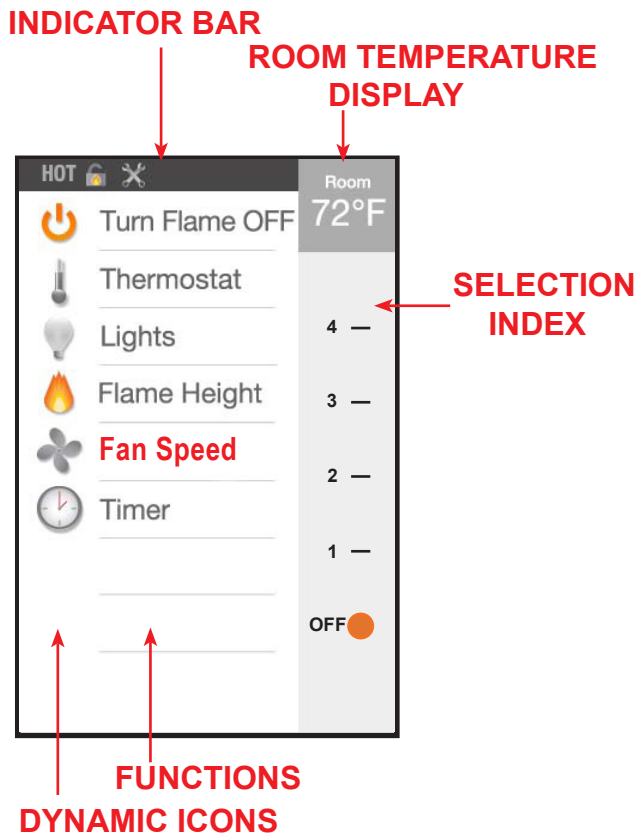 INDICATOR BAR
ROOM TEMPERATURE
DISPLAY
HOT
Room
72°F
Turn Flame OFF
Thermostat
Lights
Flame Height
Fan Speed
Timer
SELECTION
INDEX
4
3
2
1
OFF
FUNCTIONS
DYNAMIC ICONS